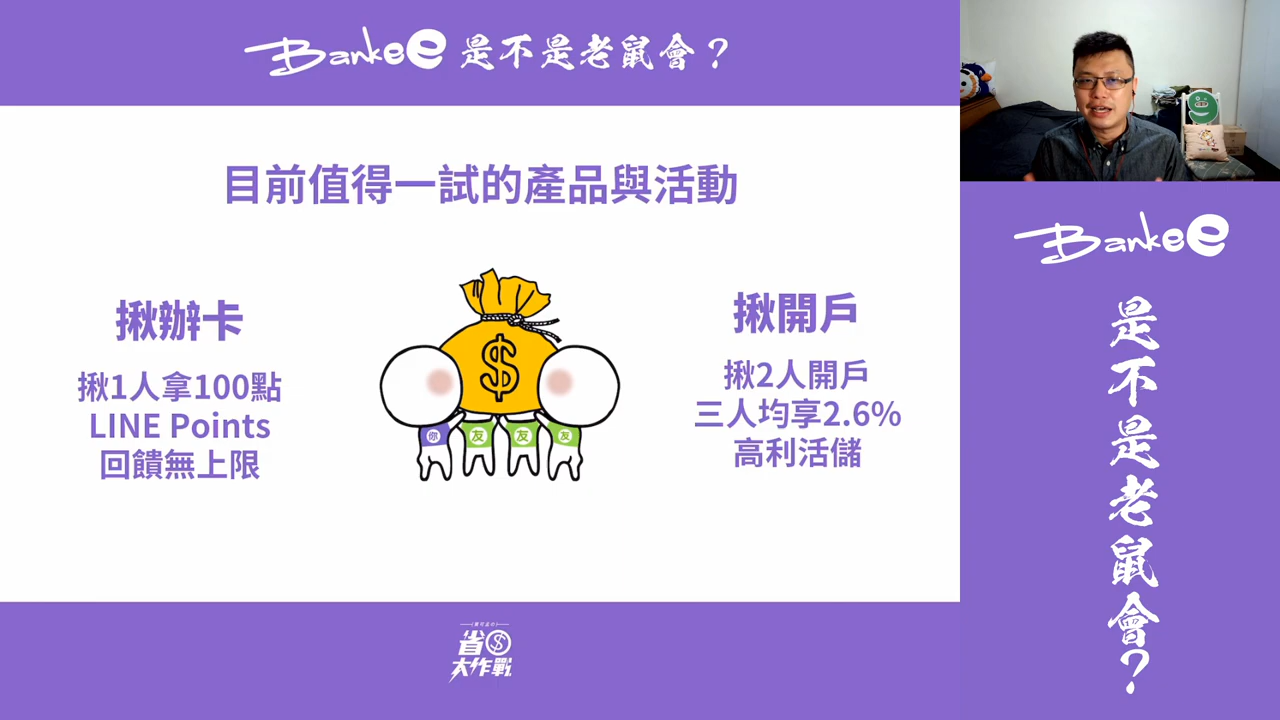 Bankee 是不是老鼠會？
目前值得一試的產品與活動
揪辦卡
揪1人拿100點
LINE Points
回饋無上限
你 友 友 友
揪開戶
揪2人開戶
三人均享2.6%
高利活儲
省
大作戰
Bankee
是不是老鼠會？